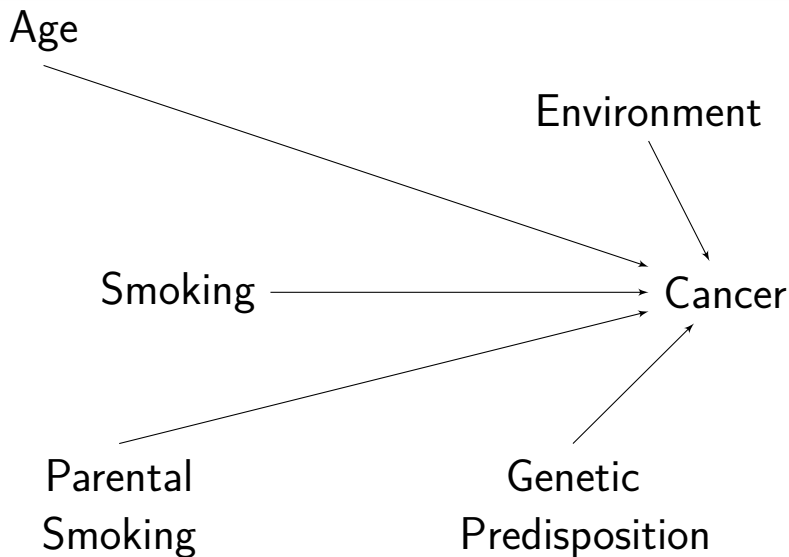 Age
Environment
Smoking
Cancer
Parental
Smoking
Genetic
Predisposition